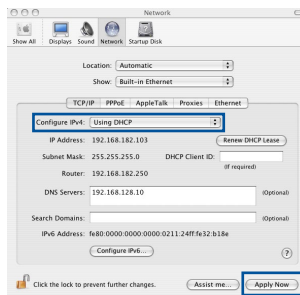 Network
Show All Displays Sound Network Startup Disk
Location: Automatic
Show: Built-in Ethernet
TCP/IP PPPoE AppleTalk Proxies Ethernet
Configure IPv4: Using DHCP
IP Address: 192.168.182.103 Renew DHCP Lease
Subnet Mask: 255.255.255.0 DHCP Client ID:
(If required)
Router: 192.168.182.250
DNS Servers: 192.168.128.10 (Optional)
Search Domains: (Optional)
IPv6 Address: fe80:0000:0000:0000:0211:24ff:fe32:b18e
Configure IPv6... ?
Click the lock to prevent further changes. Assist me... Apply Now